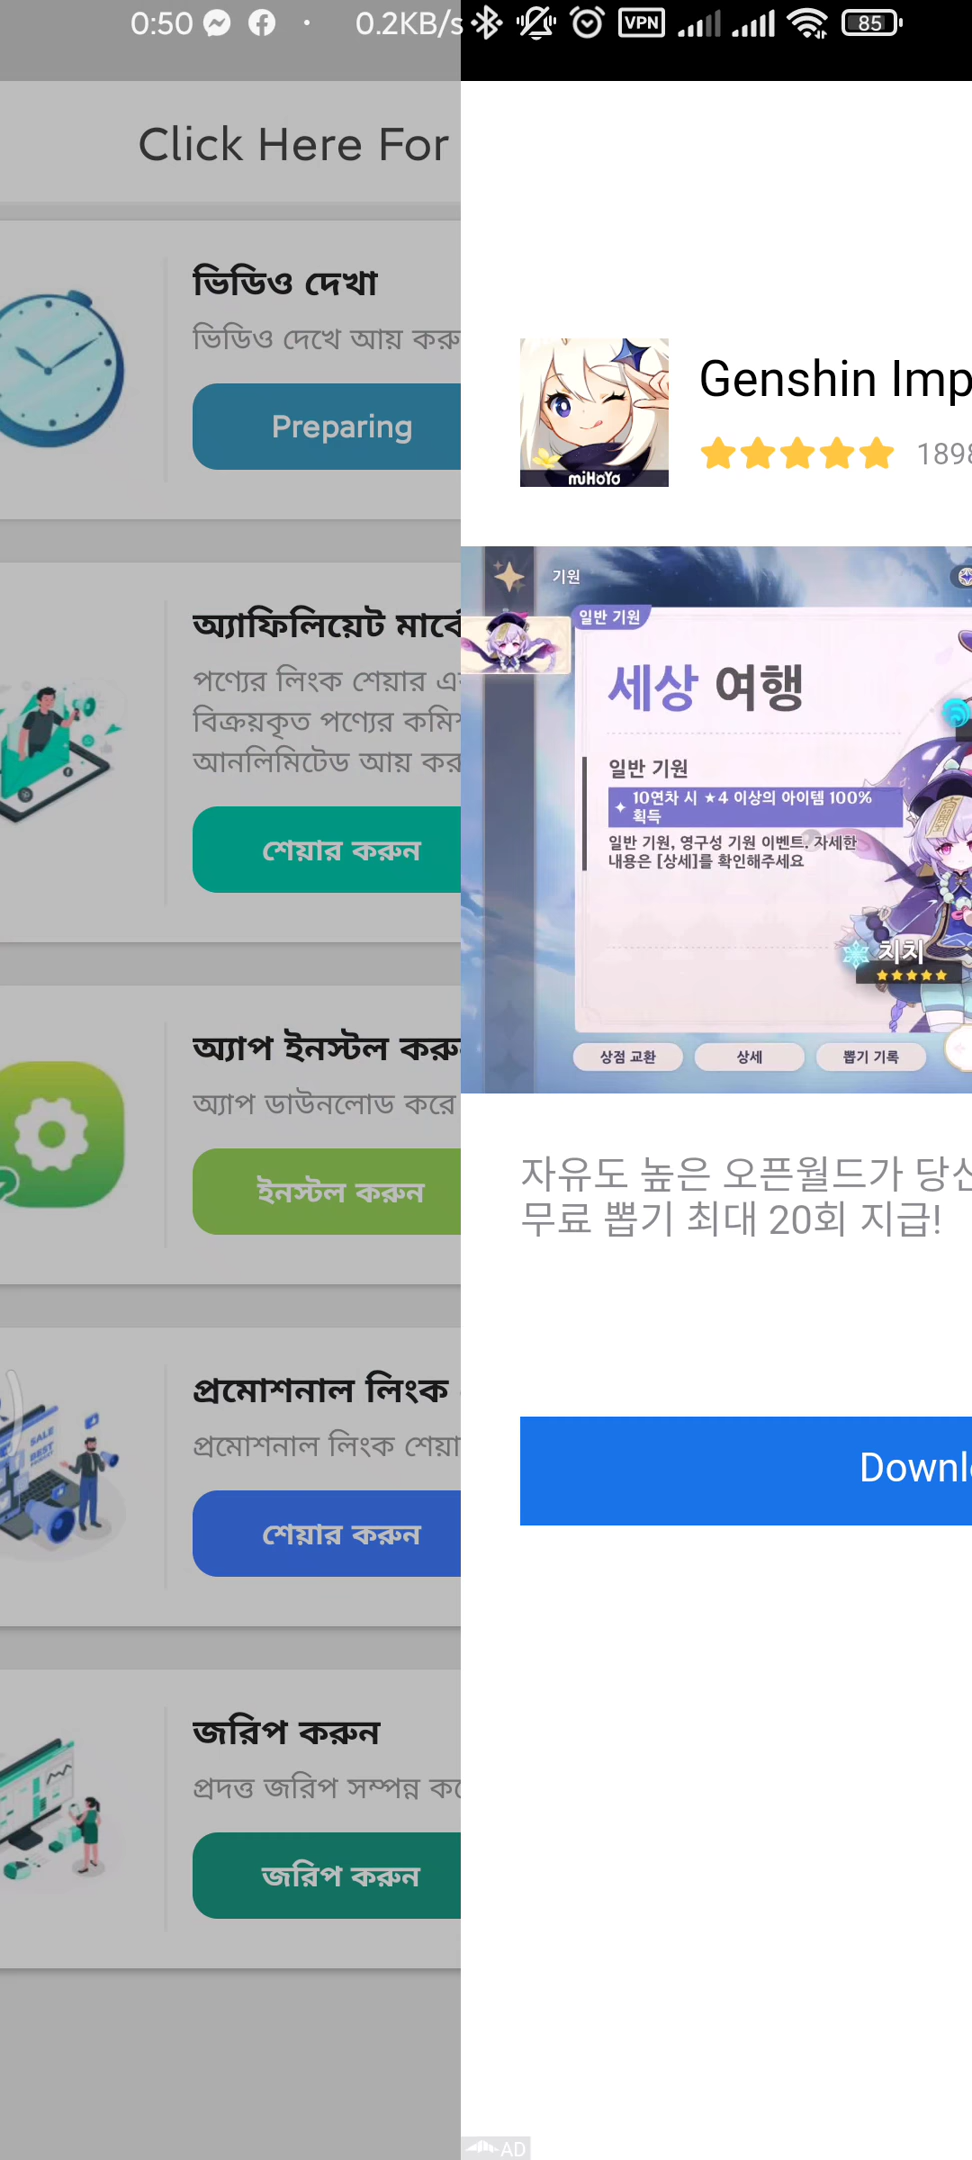 0:50
0.2KB/s
VPN
85
Click Here For
ভিডিও দেখা
ভিডিও দেখে আয় করু
Preparing
অ্যাফিলিয়েট মার্কে
পণ্যের লিংক শেয়ার এ
বিক্রয়কৃত পণ্যের কমিশ
আনলিমিটেড আয় কর
শেয়ার করুন
অ্যাপ ইনস্টল করু
অ্যাপ ডাউনলোড করে
ইনস্টল করুন
প্রমোশনাল লিংক
প্রমোশনাল লিংক শেয়া
শেয়ার করুন
জরিপ করুন
প্রদত্ত জরিপ সম্পন্ন ক
জরিপ করুন
Genshin Imp
miHoYo
1898
기원
일반 기원
세상 여행
일반 기원
10연차 시 ★4 이상의 아이템 100%
획득
일반 기원, 영구성 기원 이벤트. 자세한
내용은 [상세]를 확인해주세요
치치
상점 교환
상세
뽑기 기록
자유도 높은 오픈월드가 당신
무료 뽑기 최대 20회 지급!
Downlo
AD